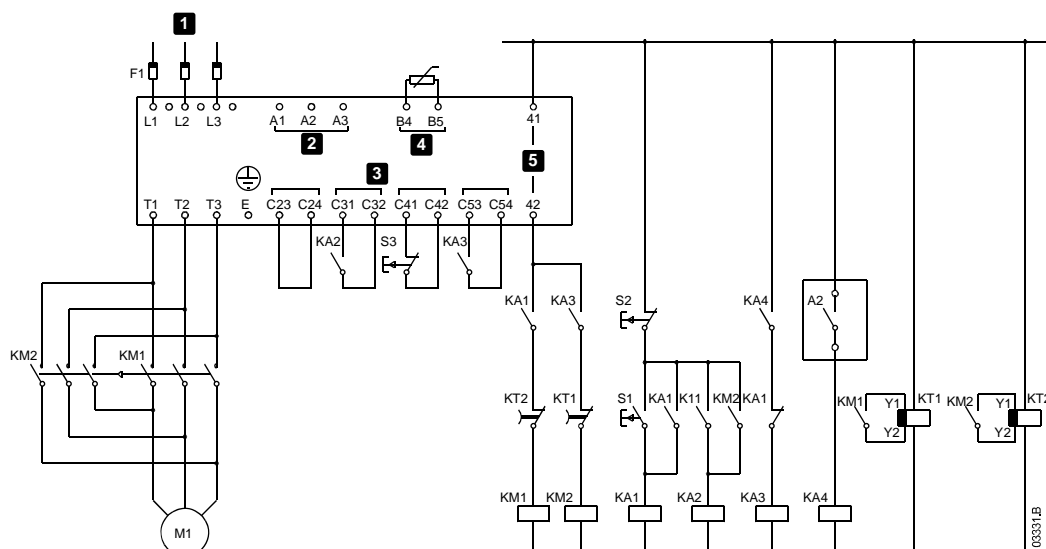 1
F1
L1 L2 L3 A1 A2 A3 B4 B5 41
2 4 5
3
T1 T2 T3 E C23 C24 C31 C32 C41 C42 C53 C54 42
KA2 S3 KA3
KA1 KA3 S2 KA4 A2
KM2 KM1
KT2 KT1 S1 KA1 K11 KM2 KA1 KM1 Y1 KT1 KM2 Y1 KT2
Y2 Y2
KM1 KM2 KA1 KA2 KA3 KA4
M1
03331.B